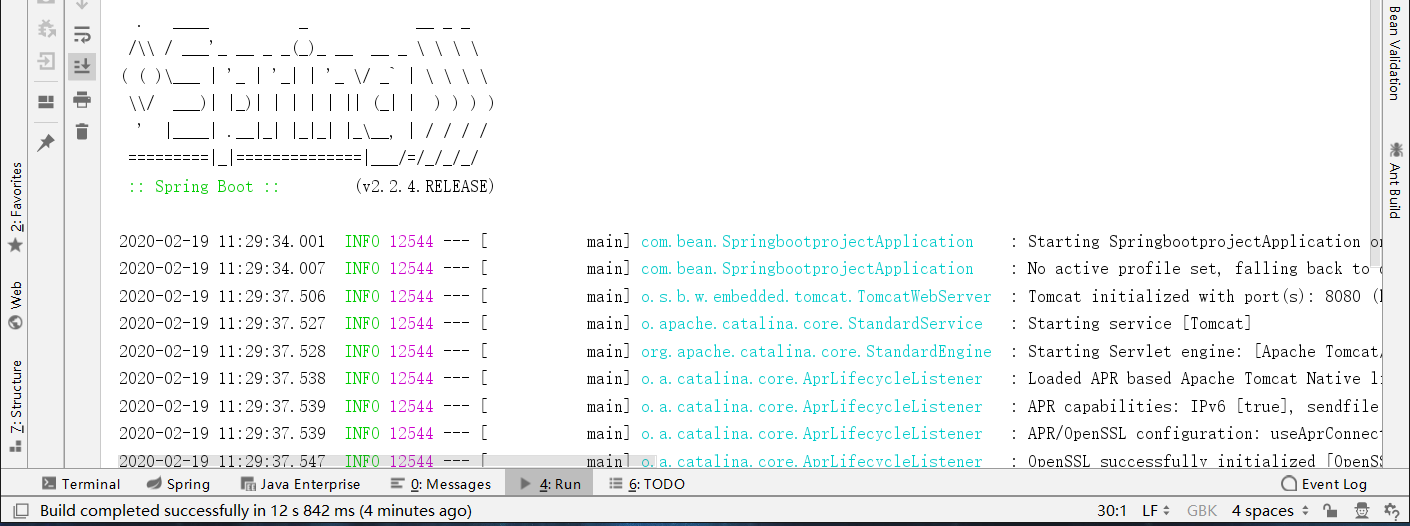 .   ____          _            __ _ _
 /\\ / ___'_ __ _ _(_)_ __  __ _ \ \ \ \
( ( )\___ | '_ | '_| | '_ \/ _` | \ \ \ \
 \\/  ___)| |_)| | | | | || (_| |  ) ) ) )
  '  |____| .__|_| |_|_| |_\__, | / / / /
 =========|_|==============|___/=/_/_/_/
:: Spring Boot :: (v2.2.4.RELEASE)
2020-02-19 11:29:34.001 INFO 12544 --- [ main] com.bean.SpringbootprojectApplication : Starting SpringbootprojectApplication on
2020-02-19 11:29:34.007 INFO 12544 --- [ main] com.bean.SpringbootprojectApplication : No active profile set, falling back to
2020-02-19 11:29:37.506 INFO 12544 --- [ main] o.s.b.w.embedded.tomcat.TomcatWebServer : Tomcat initialized with port(s): 8080 (
2020-02-19 11:29:37.527 INFO 12544 --- [ main] o.apache.catalina.core.StandardService : Starting service [Tomcat]
2020-02-19 11:29:37.528 INFO 12544 --- [ main] org.apache.catalina.core.StandardEngine : Starting Servlet engine: [Apache Tomcat/
2020-02-19 11:29:37.538 INFO 12544 --- [ main] o.a.catalina.core.AprLifecycleListener : Loaded APR based Apache Tomcat Native
2020-02-19 11:29:37.539 INFO 12544 --- [ main] o.a.catalina.core.AprLifecycleListener : APR capabilities: IPv6 [true], sendfile
2020-02-19 11:29:37.539 INFO 12544 --- [ main] o.a.catalina.core.AprLifecycleListener : APR/OpenSSL configuration: useAprConnect
2020-02-19 11:29:37.547 INFO 12544 --- [ main] o.a.catalina.core.AprLifecycleListener : OpenSSL successfully initialized [OpenSS
2: Favorites
Web
7: Structure
Bean Validation
Ant Build
Terminal Spring Java Enterprise 0: Messages 4: Run 6: TODO Event Log
Build completed successfully in 12 s 842 ms (4 minutes ago) 30:1 LF GBK 4 spaces